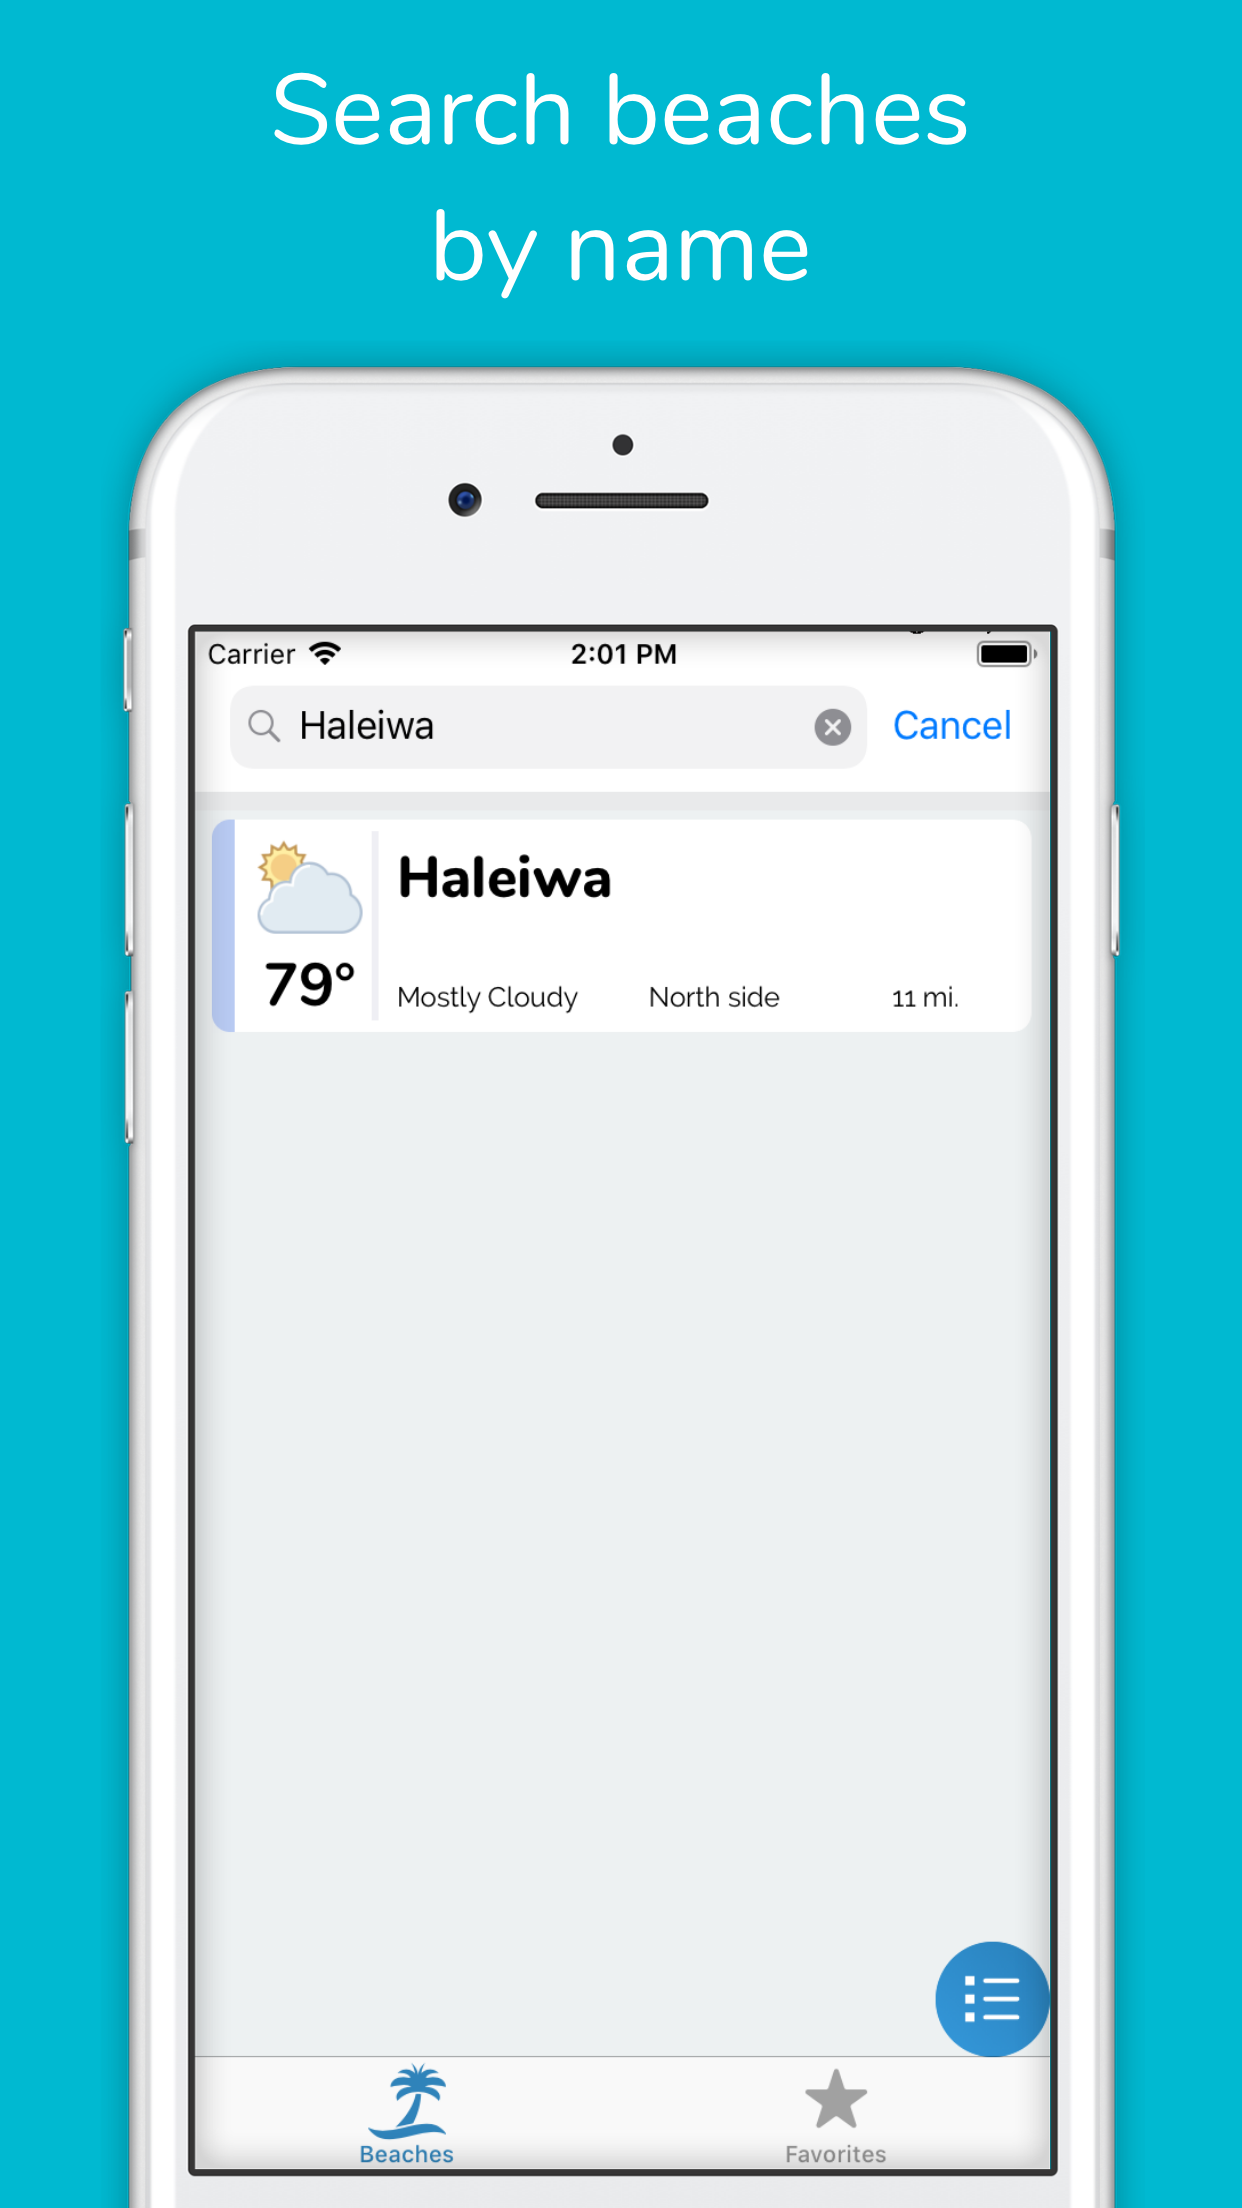 Search beaches
by name
Carrier 2:01 PM
Haleiwa Cancel
Haleiwa
79°
Mostly Cloudy North side 11 mi.
Beaches Favorites